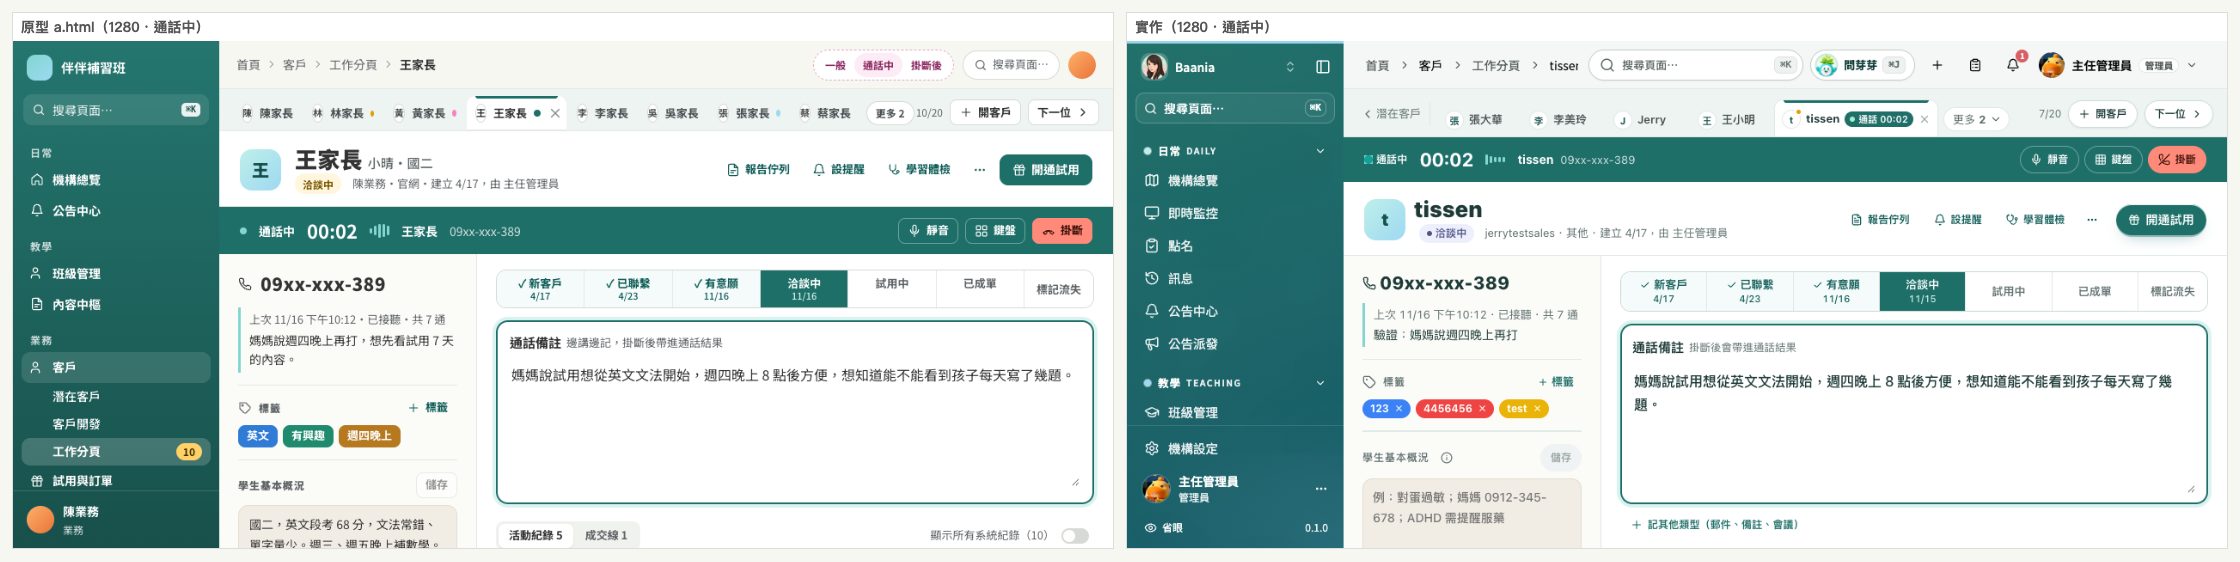 原型 a.html（1280 · 通話中）
伴伴補習班
搜尋頁面⋯ ⌘K
日常
機構總覽
公告中心
教學
班級管理
內容中樞
業務
客戶
潛在客戶
客戶開發
工作分頁 10
試用與訂單
陳業務
業務
首頁 > 客戶 > 工作分頁 > 王家長
一般 通話中 掛斷後
搜尋頁面⋯
陳 陳家長 林 林家長 黃 黃家長 王 王家長 × 李 李家長 吳 吳家長 張 張家長 蔡 蔡家長 更多 2 10/20 + 開客戶 下一位 >
王
王家長 小晴・國二
洽談中 陳業務・官網・建立 4/17，由 主任管理員
報告佇列 設提醒 學習體檢 ⋯ 開通試用
通話中 00:02 王家長 09xx-xxx-389 靜音 鍵盤 掛斷
09xx-xxx-389
上次 11/16 下午10:12・已接聽・共 7 通
媽媽說週四晚上再打，想先看試用 7 天
的內容。
標籤 + 標籤
英文 有興趣 週四晚上
學生基本概況 儲存
國二，英文段考 68 分，文法常錯、
單字量少。週三、週五晚上補數學。
✓ 新客戶 ✓ 已聯繫 ✓ 有意願 洽談中 試用中 已成單 標記流失
4/17 4/23 11/16 11/16
通話備註 邊講邊記，掛斷後帶進通話結果
媽媽說試用想從英文文法開始，週四晚上 8 點後方便，想知道能不能看到孩子每天寫了幾題。
活動紀錄 5 成交線 1 顯示所有系統紀錄（10）
實作（1280 · 通話中）
Baania
搜尋頁面⋯ ⌘K
日常 DAILY
機構總覽
即時監控
點名
訊息
公告中心
公告派發
教學 TEACHING
班級管理
機構設定
主任管理員
管理員 ⋯
省眼 0.1.0
首頁 > 客戶 > 工作分頁 > tisser
搜尋頁面⋯ ⌘K 問芽芽 ⌘J + 1 主任管理員 管理員
< 潛在客戶 張 張大華 李 李美玲 J Jerry 王 王小明 t tissen 通話 00:02 × 更多 2 7/20 + 開客戶 下一位 >
通話中 00:02 tissen 09xx-xxx-389 靜音 鍵盤 掛斷
t
tissen
洽談中 jerrytestsales・其他・建立 4/17，由 主任管理員
報告佇列 設提醒 學習體檢 ⋯ 開通試用
09xx-xxx-389
上次 11/16 下午10:12・已接聽・共 7 通
驗證：媽媽說週四晚上再打
標籤 + 標籤
123 × 4456456 × test ×
學生基本概況 儲存
例：對蛋過敏；媽媽 0912-345-
678；ADHD 需提醒服藥
✓ 新客戶 ✓ 已聯繫 ✓ 有意願 洽談中 試用中 已成單 標記流失
4/17 4/23 11/16 11/15
通話備註 掛斷後會帶進通話結果
媽媽說試用想從英文文法開始，週四晚上 8 點後方便，想知道能不能看到孩子每天寫了幾
題。
+ 記其他類型（郵件、備註、會議）